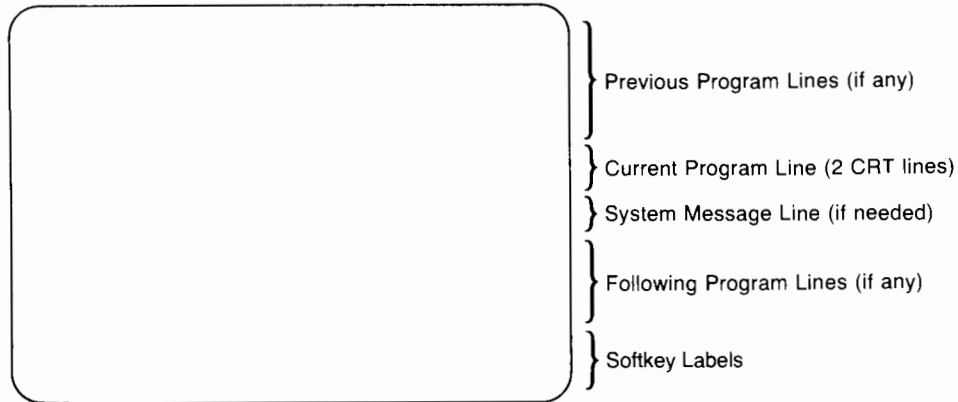 Previous Program Lines (if any)
Current Program Line (2 CRT lines)
System Message Line (if needed)
Following Program Lines (if any)
Softkey Labels